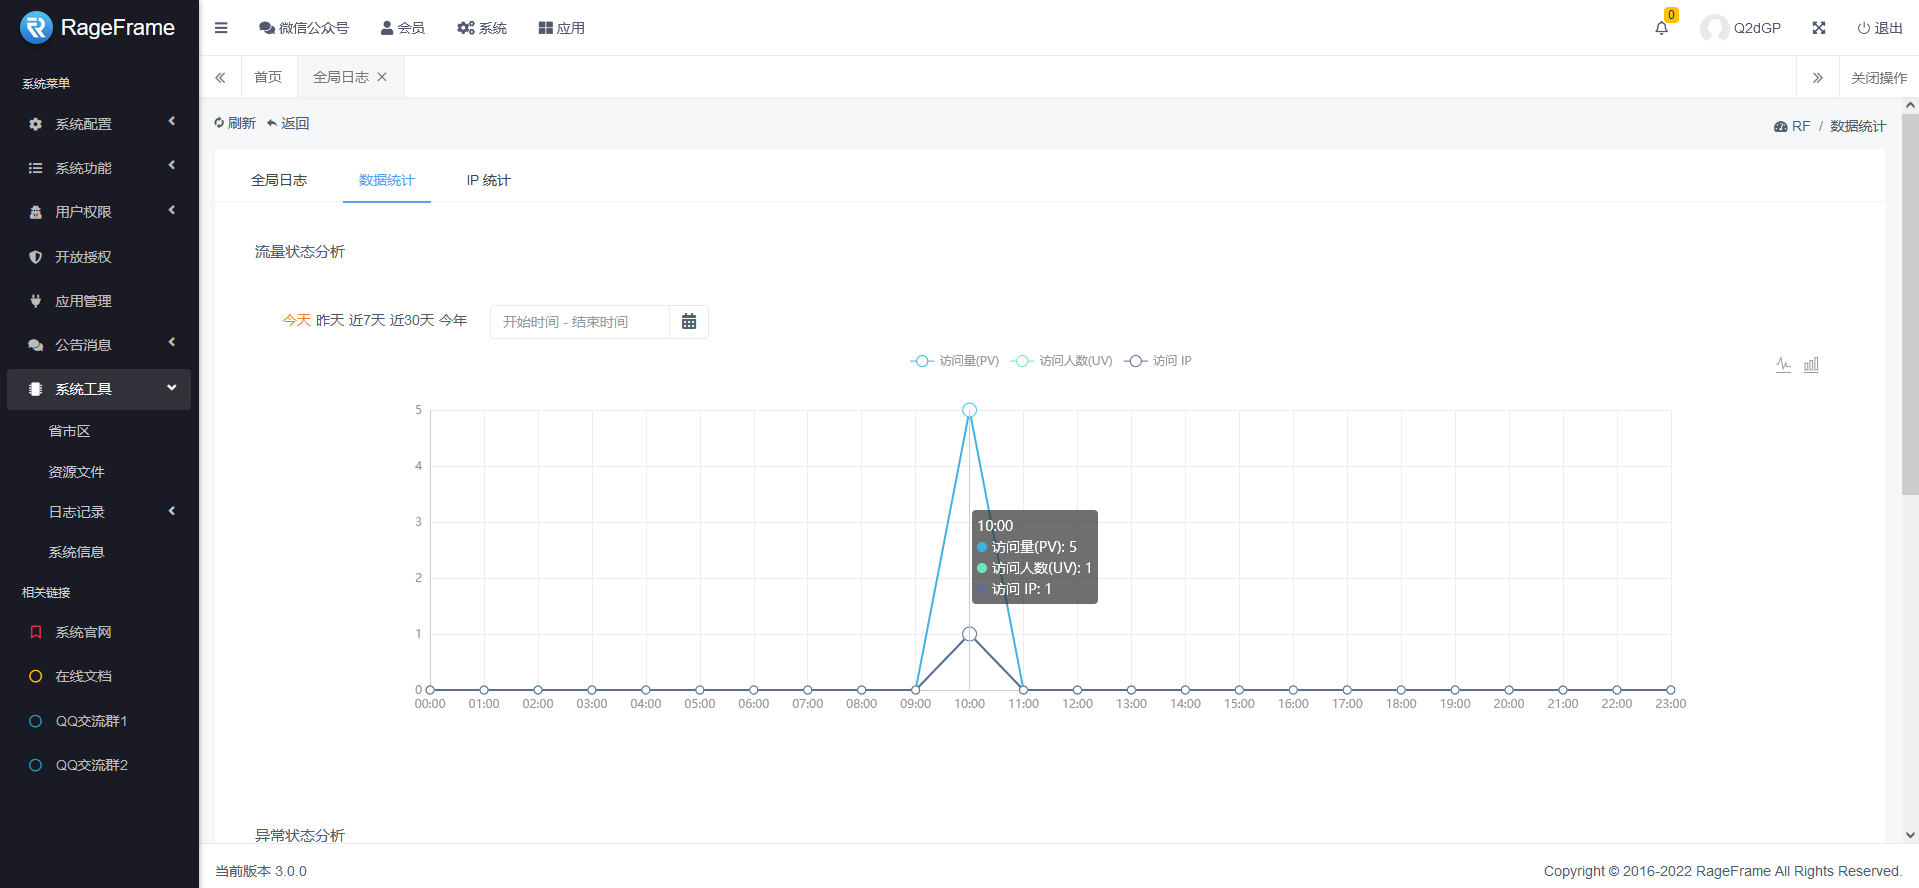 RageFrame
微信公众号
会员
系统
应用
0
Q2dGP
退出
首页
全局日志
关闭操作
系统菜单
系统配置
系统功能
用户权限
开放授权
应用管理
公告消息
系统工具
省市区
资源文件
日志记录
系统信息
相关链接
系统官网
在线文档
QQ交流群1
QQ交流群2
刷新 返回
RF / 数据统计
全局日志
数据统计
IP 统计
流量状态分析
今天 昨天 近7天 近30天 今年
开始时间 - 结束时间
访问量(PV) 访问人数(UV) 访问 IP
5
4
3
2
1
0
10:00
访问量(PV): 5
访问人数(UV): 1
访问 IP: 1
00:00 01:00 02:00 03:00 04:00 05:00 06:00 07:00 08:00 09:00 10:00 11:00 12:00 13:00 14:00 15:00 16:00 17:00 18:00 19:00 20:00 21:00 22:00 23:00
异常状态分析
当前版本 3.0.0
Copyright © 2016-2022 RageFrame All Rights Reserved.